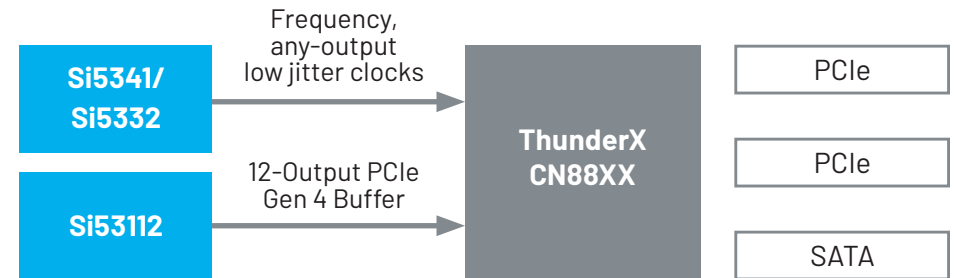 Frequency,
any-output
low jitter clocks
Si5341/
Si5332
12-Output PCIe
Gen 4 Buffer
Si53112
ThunderX
CN88XX
PCIe
PCIe
SATA